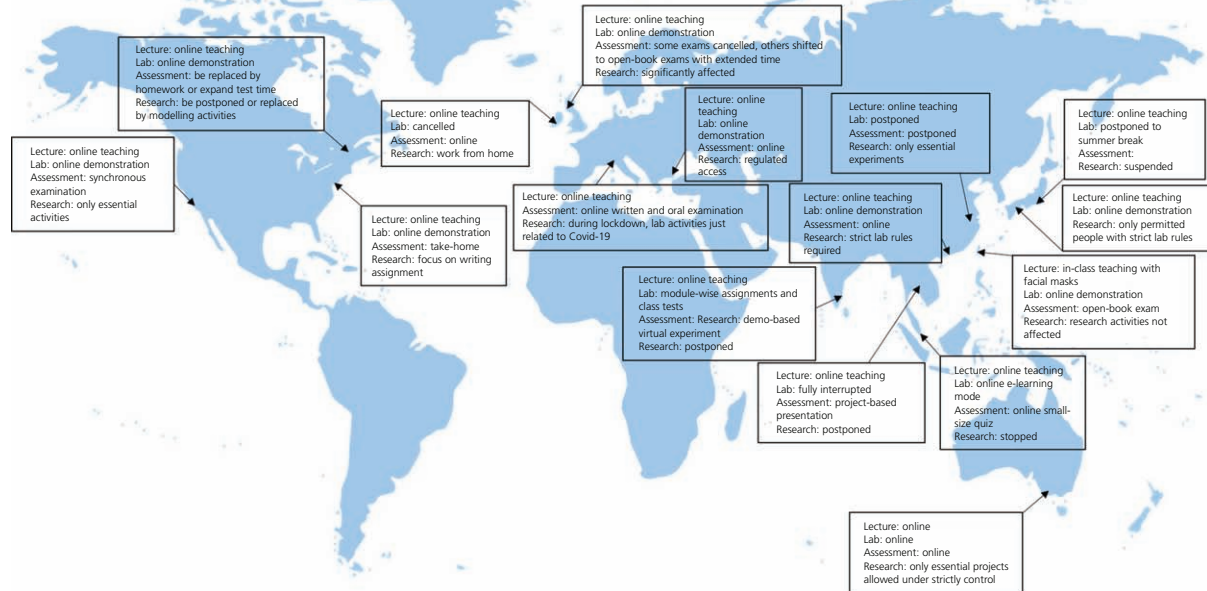 Lecture: online teaching
Lab: online demonstration
Assessment: some exams cancelled, others shifted
to open-book exams with extended time
Research: significantly affected
Lecture: online teaching
Lab: online demonstration
Assessment: be replaced by
homework or expand test time
Research: be postponed or replaced
by modelling activities
Lecture: online teaching
Lab: cancelled
Assessment: online
Research: work from home
Lecture: online
teaching
Lab: online
demonstration
Assessment: online
Research: regulated
access
Lecture: online teaching
Lab: postponed
Assessment: postponed
Research: only essential
experiments
Lecture: online teaching
Lab: postponed to
summer break
Assessment:
Research: suspended
Lecture: online teaching
Lab: online demonstration
Assessment: synchronous
examination
Research: only essential
activities
Lecture: online teaching
Lab: online demonstration
Assessment: take-home
Research: focus on writing
assignment
Lecture: online teaching
Assessment: online written and oral examination
Research: during lockdown, lab activities just
related to Covid-19
Lecture: online teaching
Lab: online demonstration
Assessment: online
Research: strict lab rules
required
Lecture: online teaching
Lab: online demonstration
Research: only permitted
people with strict lab rules
Lecture: in-class teaching with
facial masks
Lab: online demonstration
Assessment: open-book exam
Research: research activities not
affected
Lecture: online teaching
Lab: module-wise assignments and
class tests
Assessment: Research: demo-based
virtual experiment
Research: postponed
Lecture: online teaching
Lab: fully interrupted
Assessment: project-based
presentation
Research: postponed
Lecture: online teaching
Lab: online e-learning
mode
Assessment: online small-
size quiz
Research: stopped
Lecture: online
Lab: online
Assessment: online
Research: only essential projects
allowed under strictly control